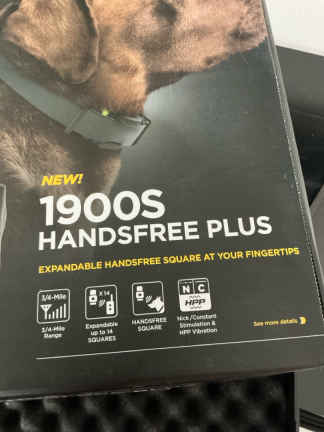 NEW!
1900S
HANDSFREE PLUS
EXPANDABLE HANDSFREE SQUARE AT YOUR FINGERTIPS
3/4-Mile
X 14
N C
HPP
3/4-Mile
Range
Expandable
up to 14
SQUARES
HANDSFREE
SQUARE
Nick/Constant
Stimulation &
HPP Vibration
See more details